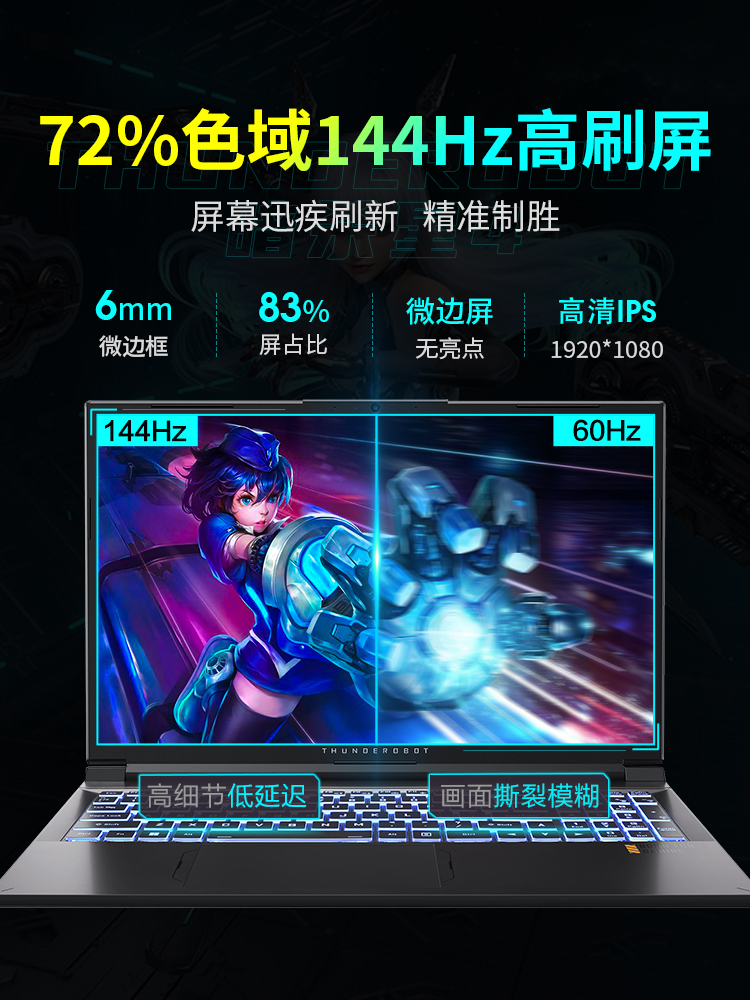 72%色域144Hz高刷屏
THUNDEROBOT
屏幕迅疾刷新 精准制胜
6mm
微边框
83%
屏占比
微边屏
无亮点
高清IPS
1920*1080
144Hz
60Hz
THUNDEROBOT
高细节低延迟
画面撕裂模糊